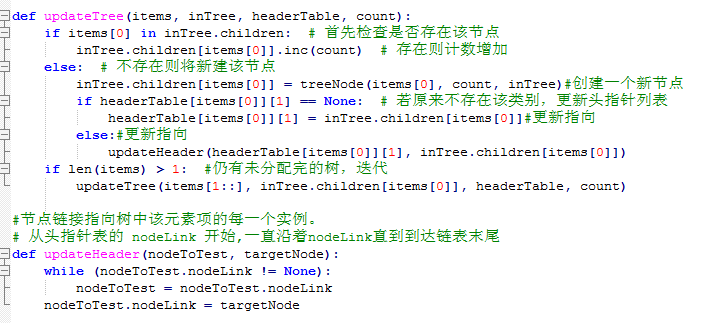 def updateTree(items, inTree, headerTable, count):
    if items[0] in inTree.children:  # 首先检查是否存在该节点
        inTree.children[items[0]].inc(count)  # 存在则计数增加
    else:  # 不存在则将新建该节点
        inTree.children[items[0]] = treeNode(items[0], count, inTree)#创建一个新节点
        if headerTable[items[0]][1] == None:  # 若原来不存在该类别，更新头指针列表
            headerTable[items[0]][1] = inTree.children[items[0]]#更新指向
        else:#更新指向
            updateHeader(headerTable[items[0]][1], inTree.children[items[0]])
    if len(items) > 1:  #仍有未分配完的树，迭代
        updateTree(items[1::], inTree.children[items[0]], headerTable, count)
#节点链接指向树中该元素项的每一个实例。
# 从头指针表的 nodeLink 开始,一直沿着nodeLink直到到达链表末尾
def updateHeader(nodeToTest, targetNode):
    while (nodeToTest.nodeLink != None):
        nodeToTest = nodeToTest.nodeLink
    nodeToTest.nodeLink = targetNode